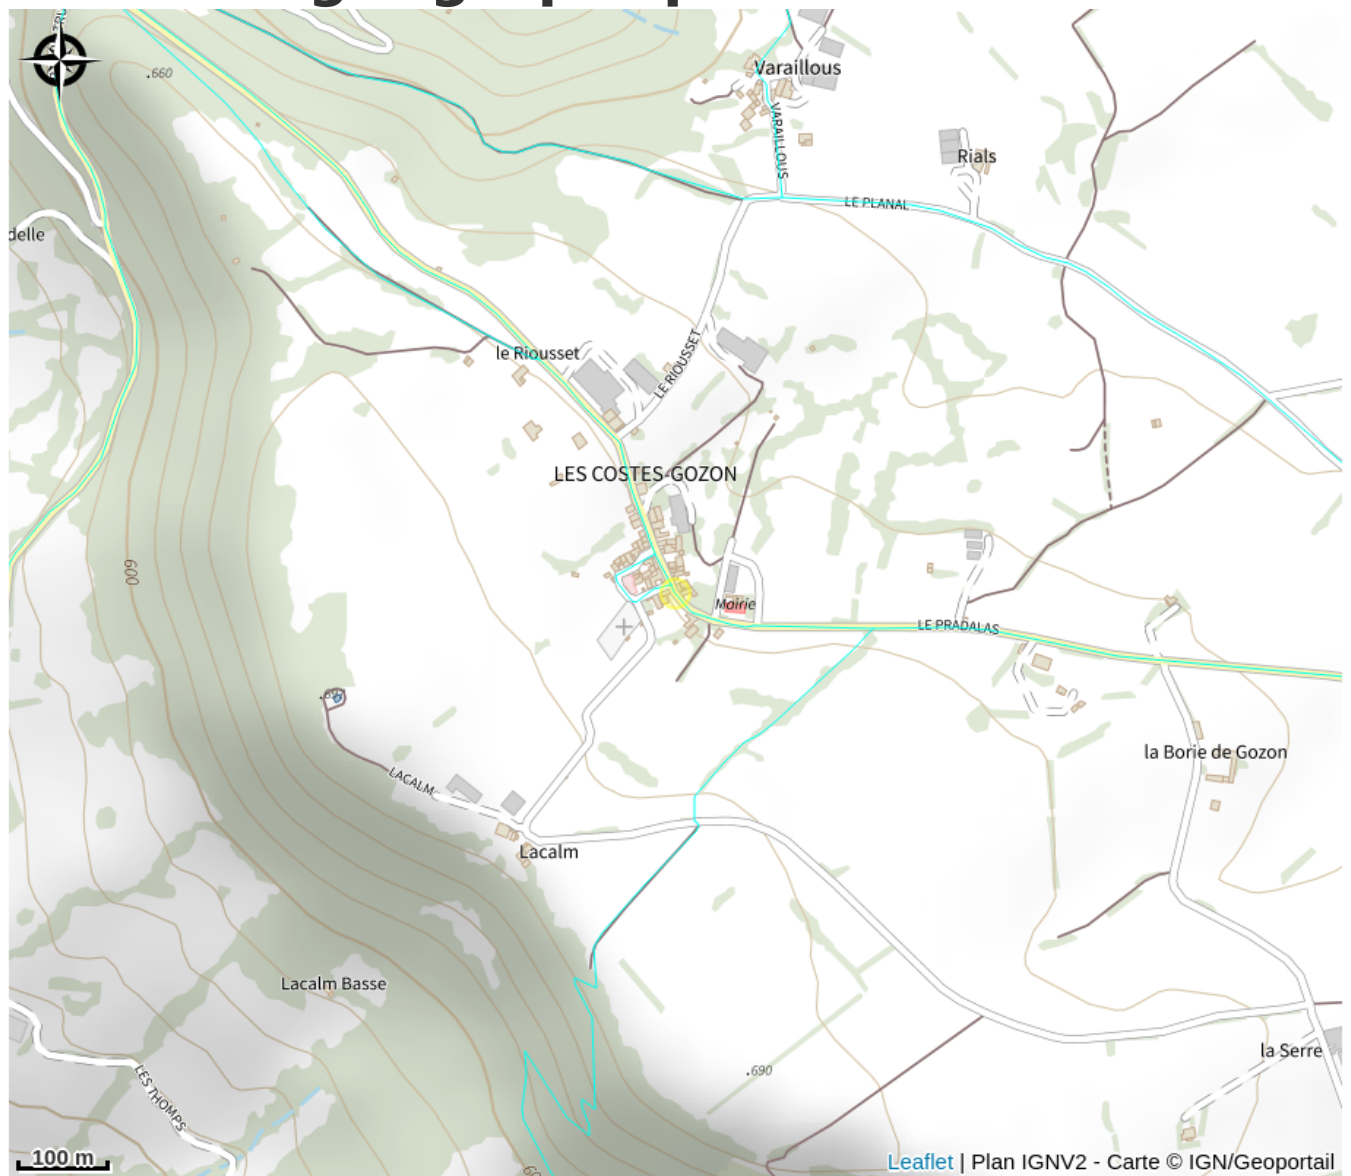 .660
Varaillous
VARAILLOUS
Rials
LE PLANAL
delle
le Riousset
LE RIOUSSET
LES COSTES-GOZON
600
Mairie
LE PRADALAS
la Borie de Gozon
LACALM
Lacalm
Lacalm Basse
la Serre
.690
LES THOMPS
100 m
Leaflet | Plan IGNV2 - Carte © IGN/Geoportail